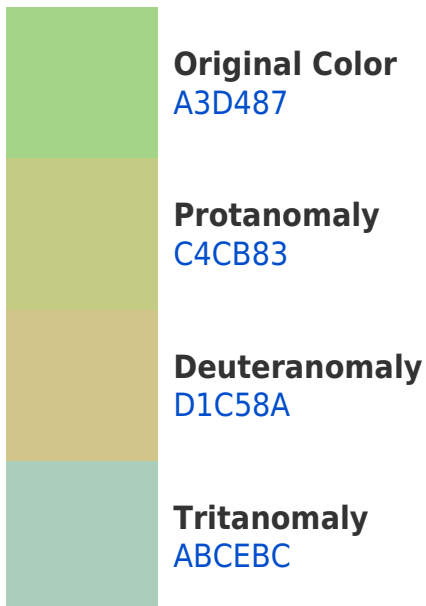 Original Color
A3D487
Protanomaly
C4CB83
Deuteranomaly
D1C58A
Tritanomaly
ABCEBC